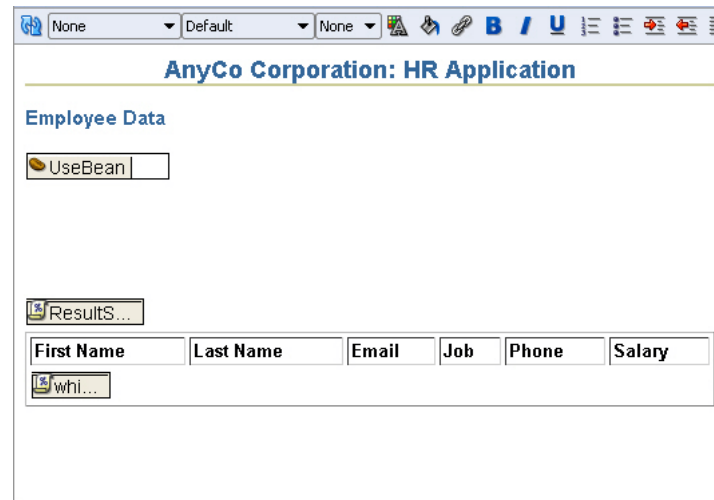 None Default None B I U
AnyCo Corporation: HR Application
Employee Data
UseBean
ResultS...
First Name Last Name Email Job Phone Salary
whi...